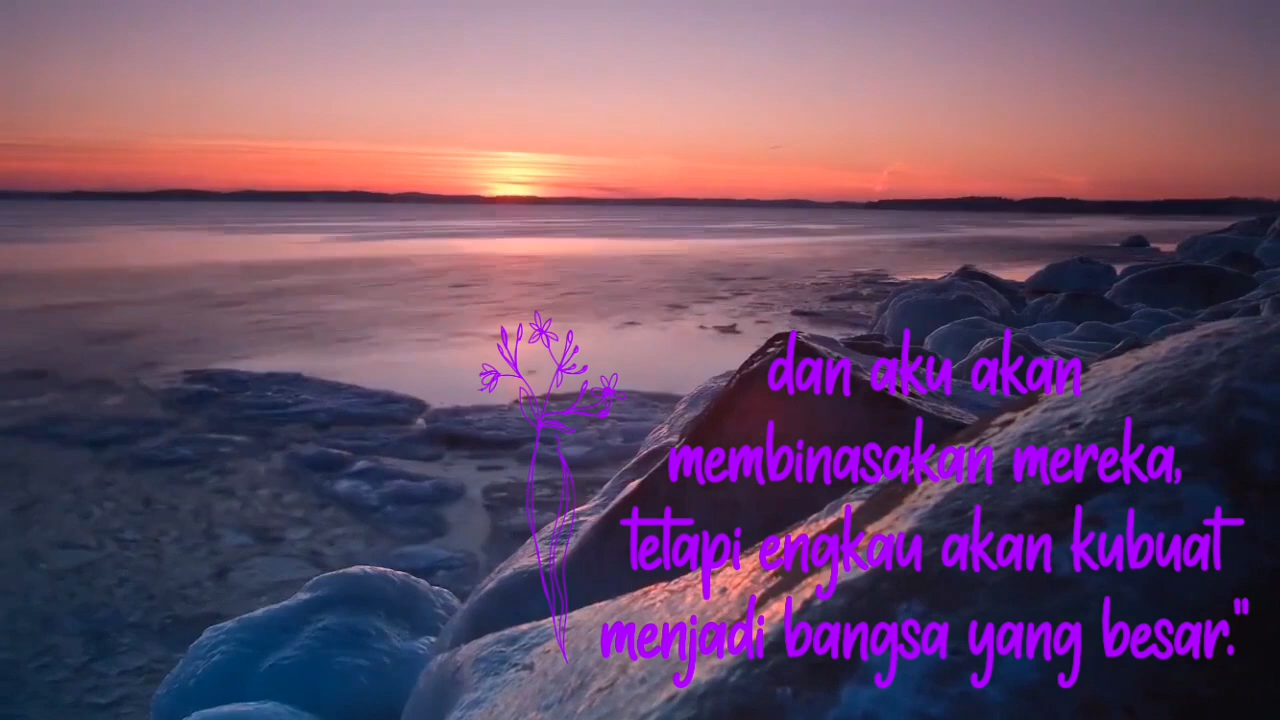 dan aku akan
membinasakan mereka,
tetapi engkau akan kubuat
menjadi bangsa yang besar."